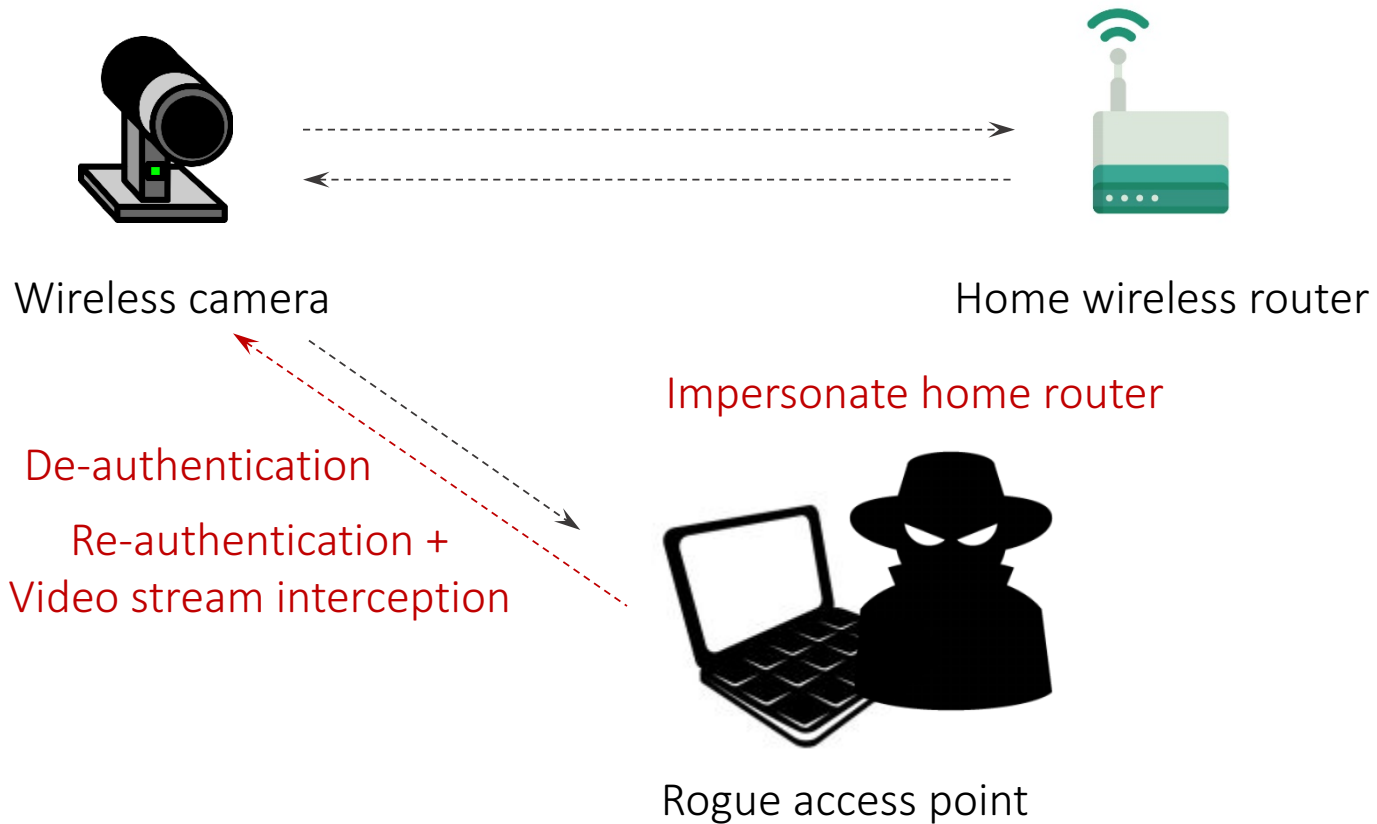 Wireless camera
Home wireless router
Impersonate home router
De-authentication
Re-authentication +
Video stream interception
Rogue access point